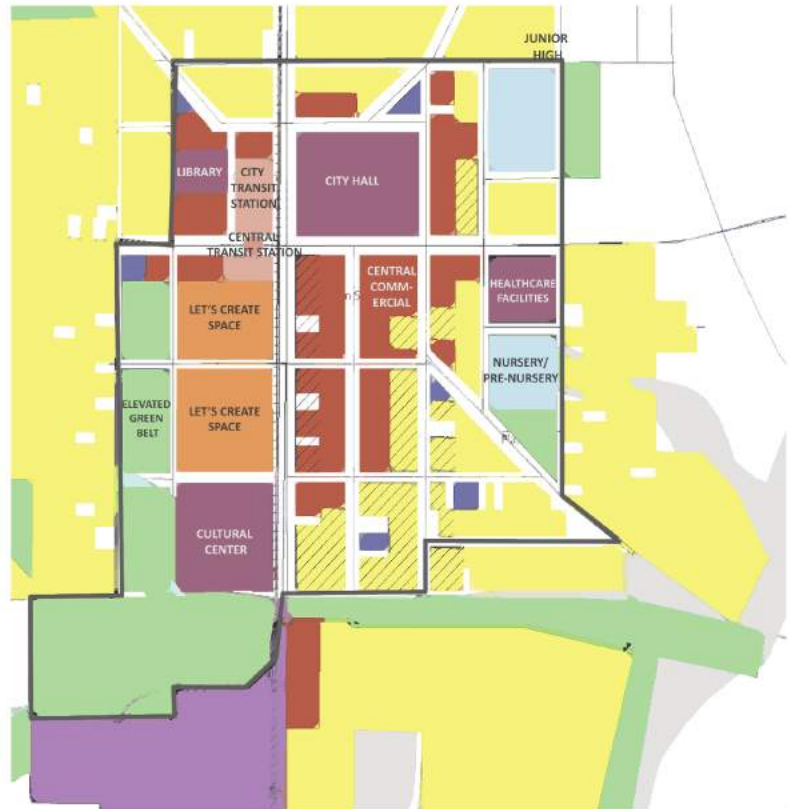 JUNIOR
HIGH
LIBRARY
CITY
TRANSIT
STATION
CITY HALL
CENTRAL
TRANSIT STATION
CENTRAL
COMM-
ERCIAL
HEALTHCARE
FACILITIES
LET'S CREATE
SPACE
NURSERY/
PRE-NURSERY
ELEVATED
GREEN
BELT
LET'S CREATE
SPACE
CULTURAL
CENTER